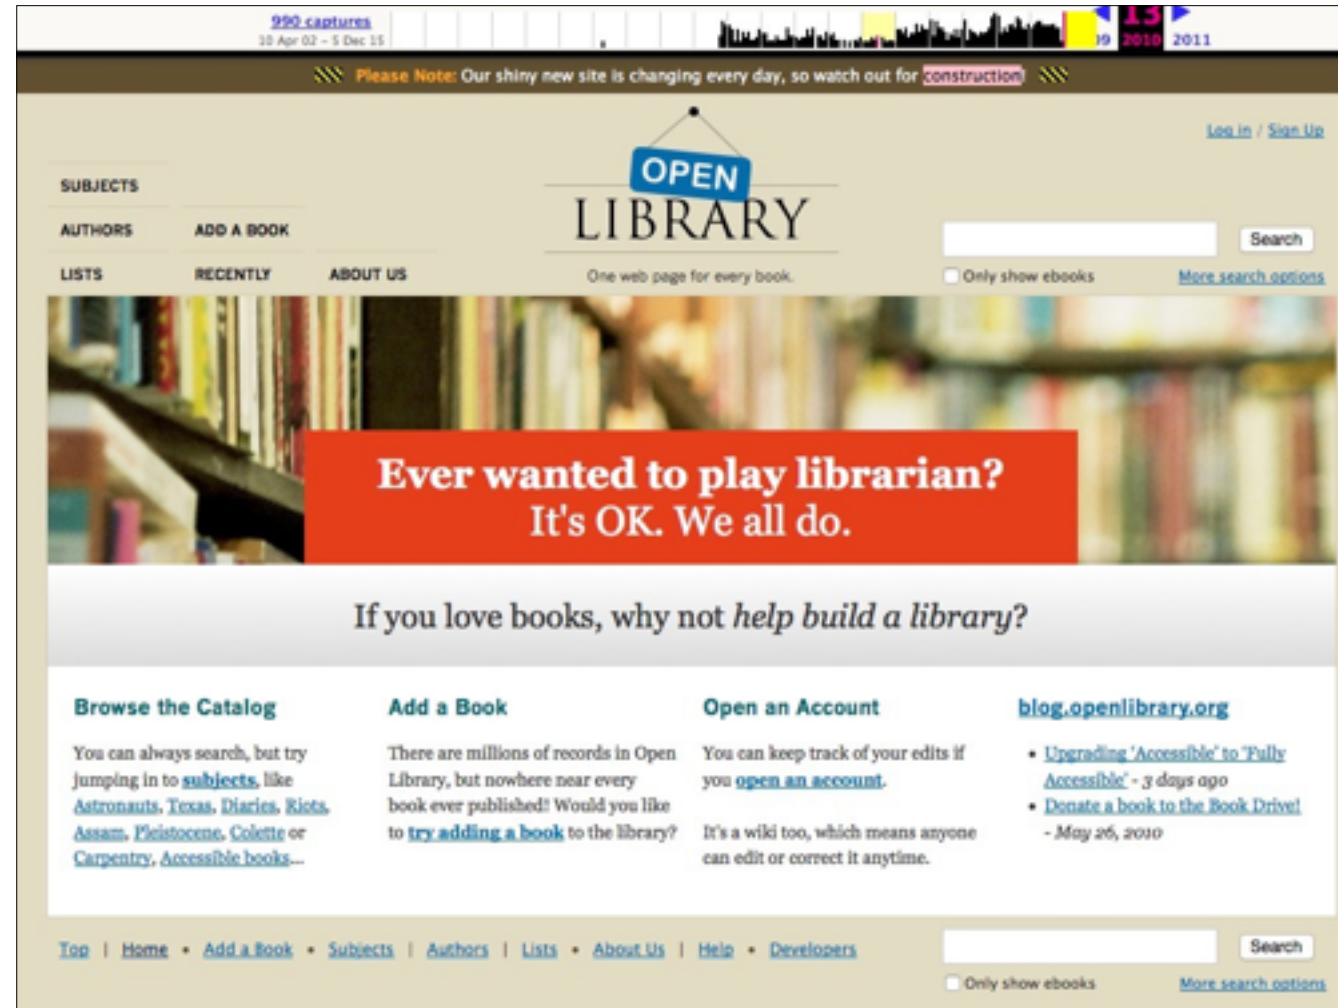 990 captures
10 Apr 02 – 5 Dec 15
13
09 2010 2011
Please Note: Our shiny new site is changing every day, so watch out for construction!
Log in / Sign Up
OPEN
LIBRARY
One web page for every book.
SUBJECTS
AUTHORS ADD A BOOK
LISTS RECENTLY ABOUT US
Search
Only show ebooks More search options
Ever wanted to play librarian?
It's OK. We all do.
If you love books, why not help build a library?
Browse the Catalog
You can always search, but try
jumping in to subjects, like
Astronauts, Texas, Diaries, Riots,
Assam, Pleistocene, Colette or
Carpentry, Accessible books...
Add a Book
There are millions of records in Open
Library, but nowhere near every
book ever published! Would you like
to try adding a book to the library?
Open an Account
You can keep track of your edits if
you open an account.
It's a wiki too, which means anyone
can edit or correct it anytime.
blog.openlibrary.org
• Upgrading 'Accessible' to 'Fully
Accessible' - 3 days ago
• Donate a book to the Book Drive!
- May 26, 2010
Top | Home • Add a Book • Subjects | Authors | Lists • About Us | Help • Developers
Search
Only show ebooks More search options